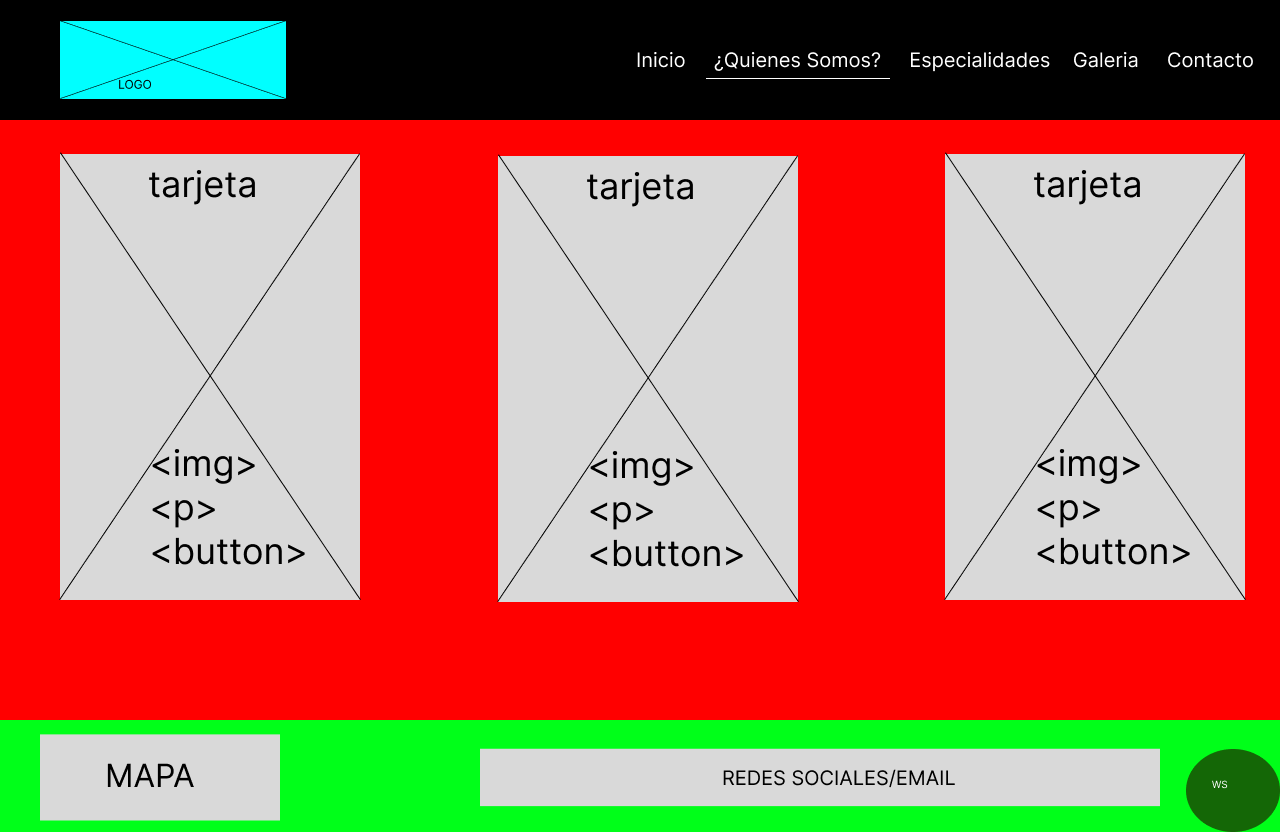 LOGO
Inicio
¿Quienes Somos?
Especialidades
Galeria
Contacto
tarjeta
<img>
<p>
<button>
tarjeta
<img>
<p>
<button>
tarjeta
<img>
<p>
<button>
MAPA
REDES SOCIALES/EMAIL
WS